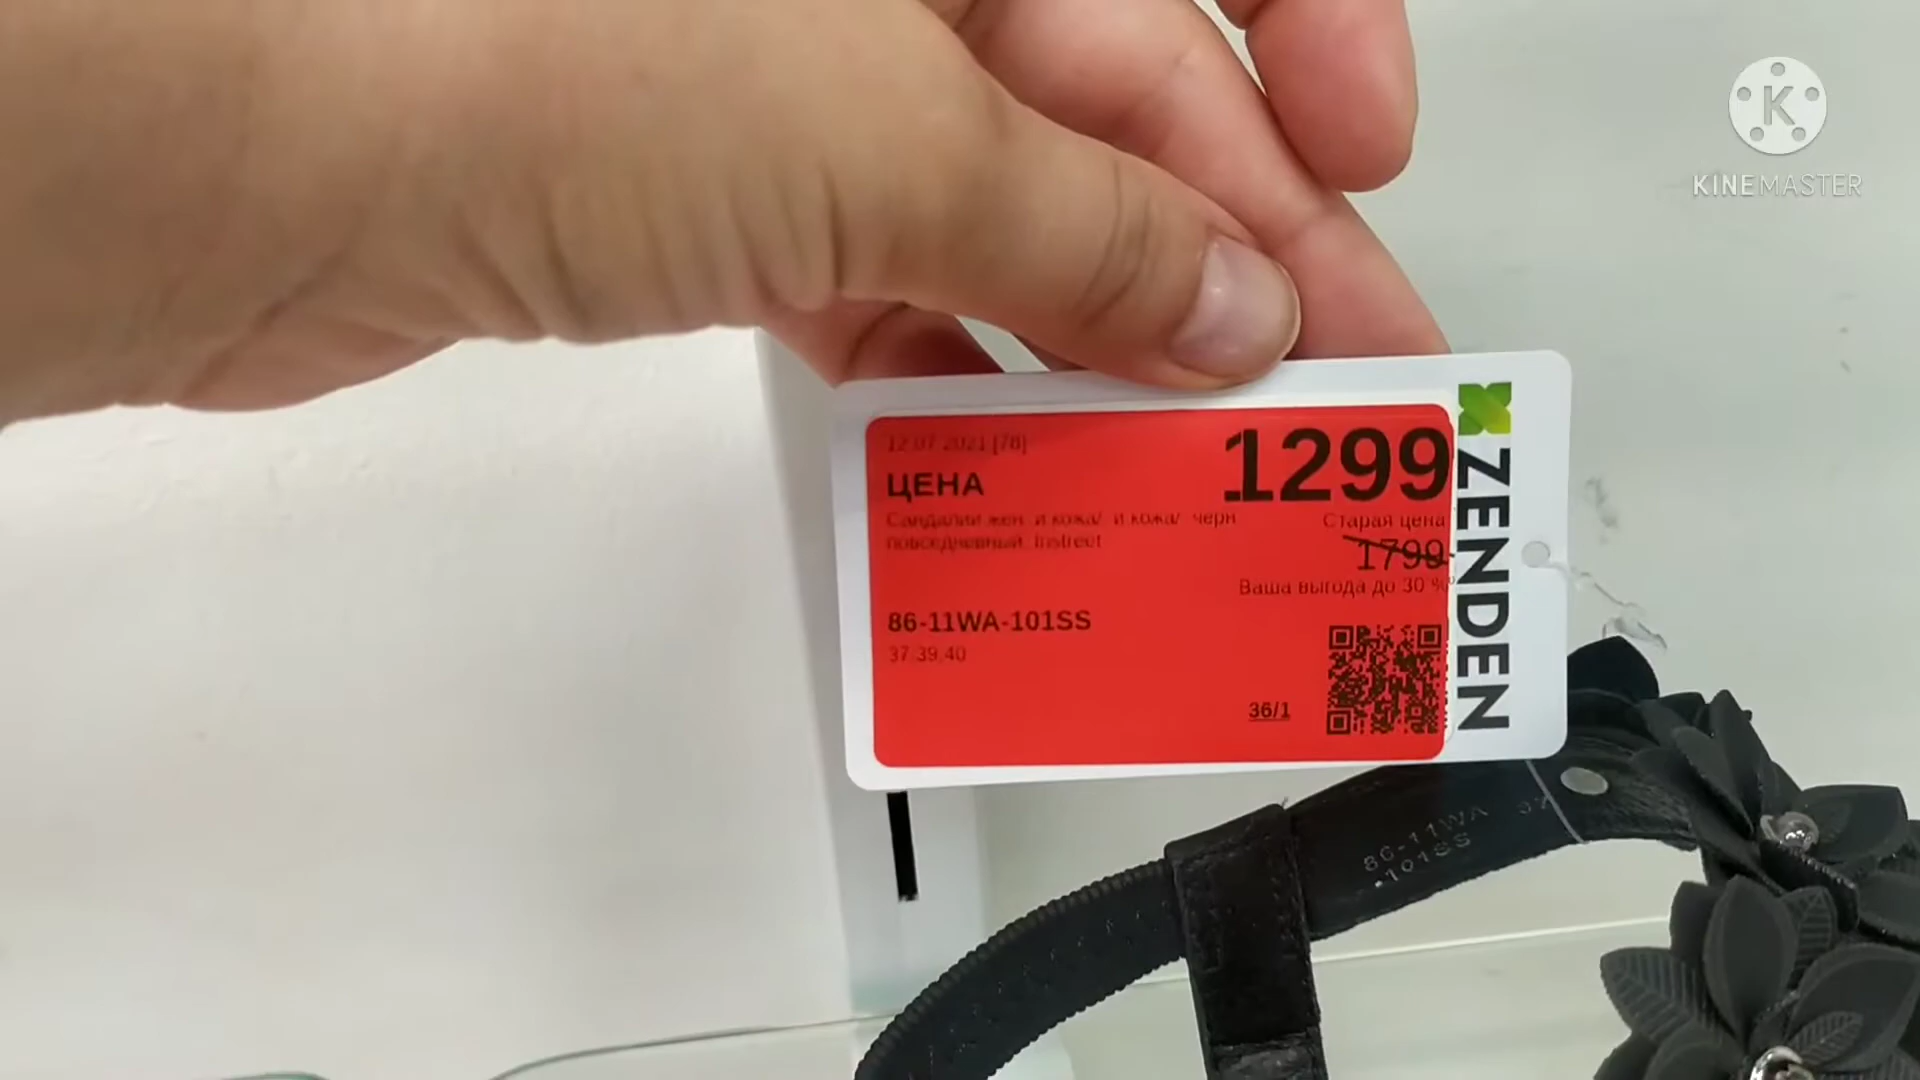 KINEMASTER
12.07.2021 [78]
ЦЕНА
1299
Сандалии жен. и.кожа/ и.кожа/ черн
повседневный, Instreet
Старая цена
1799
Ваша выгода до 30 %
86-11WA-101SS
37,39,40
36/1
ZENDEN
86-11WA
-101SS